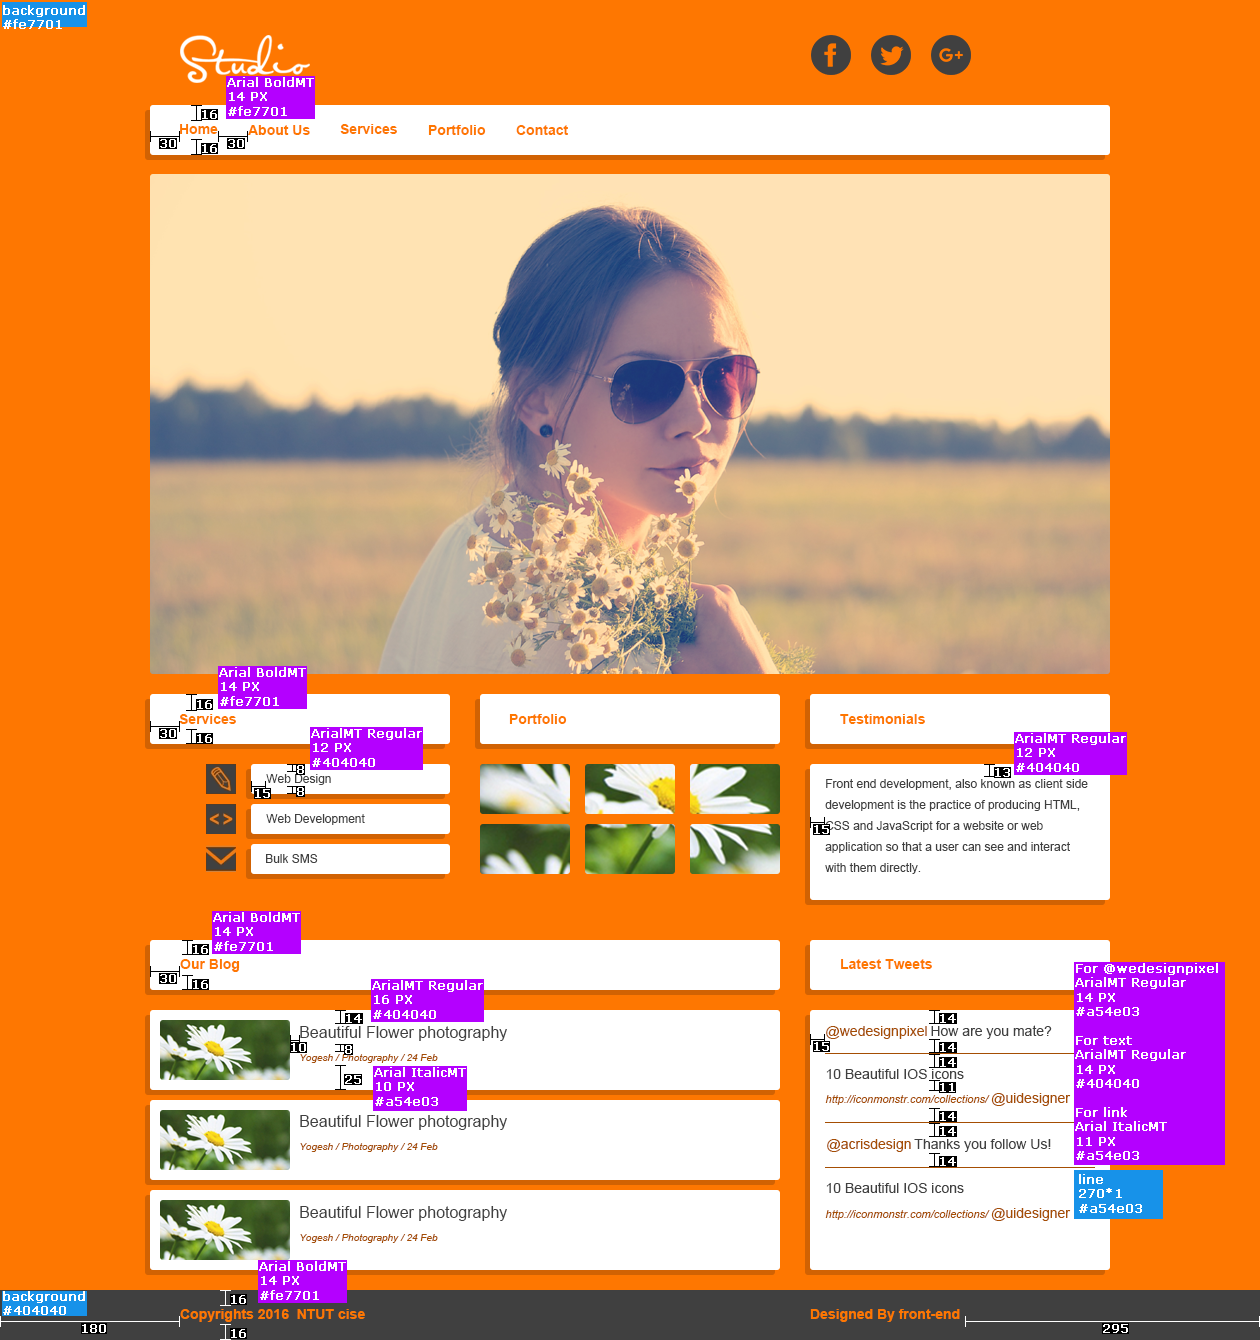 background
#fe7701
Studio
Arial BoldMT
14 PX
#fe7701
16
Home
About Us
Services
Portfolio
Contact
30
16
30
Arial BoldMT
14 PX
#fe7701
16
Services
30
16
Portfolio
Testimonials
ArialMT Regular
12 PX
#404040
8
Web Design
15
8
Web Development
Bulk SMS
ArialMT Regular
12 PX
#404040
13
Front end development, also known as client side
development is the practice of producing HTML,
15
CSS and JavaScript for a website or web
application so that a user can see and interact
with them directly.
Arial BoldMT
14 PX
#fe7701
16
Our Blog
30
16
Latest Tweets
ArialMT Regular
16 PX
#404040
14
Beautiful Flower photography
10
8
Yogesh / Photography / 24 Feb
25
Arial ItalicMT
10 PX
#a54e03
Beautiful Flower photography
Yogesh / Photography / 24 Feb
Beautiful Flower photography
Yogesh / Photography / 24 Feb
14
@wedesignpixel How are you mate?
15
14
14
10 Beautiful IOS icons
11
http://iconmonstr.com/collections/ @uidesigner
14
14
@acrisdesign Thanks you follow Us!
14
10 Beautiful IOS icons
http://iconmonstr.com/collections/ @uidesigner
For @wedesignpixel
ArialMT Regular
14 PX
#a54e03
For text
ArialMT Regular
14 PX
#404040
For link
Arial ItalicMT
11 PX
#a54e03
line
270*1
#a54e03
Arial BoldMT
14 PX
#fe7701
background
#404040
16
Copyrights 2016 NTUT cise
180
16
Designed By front-end
295